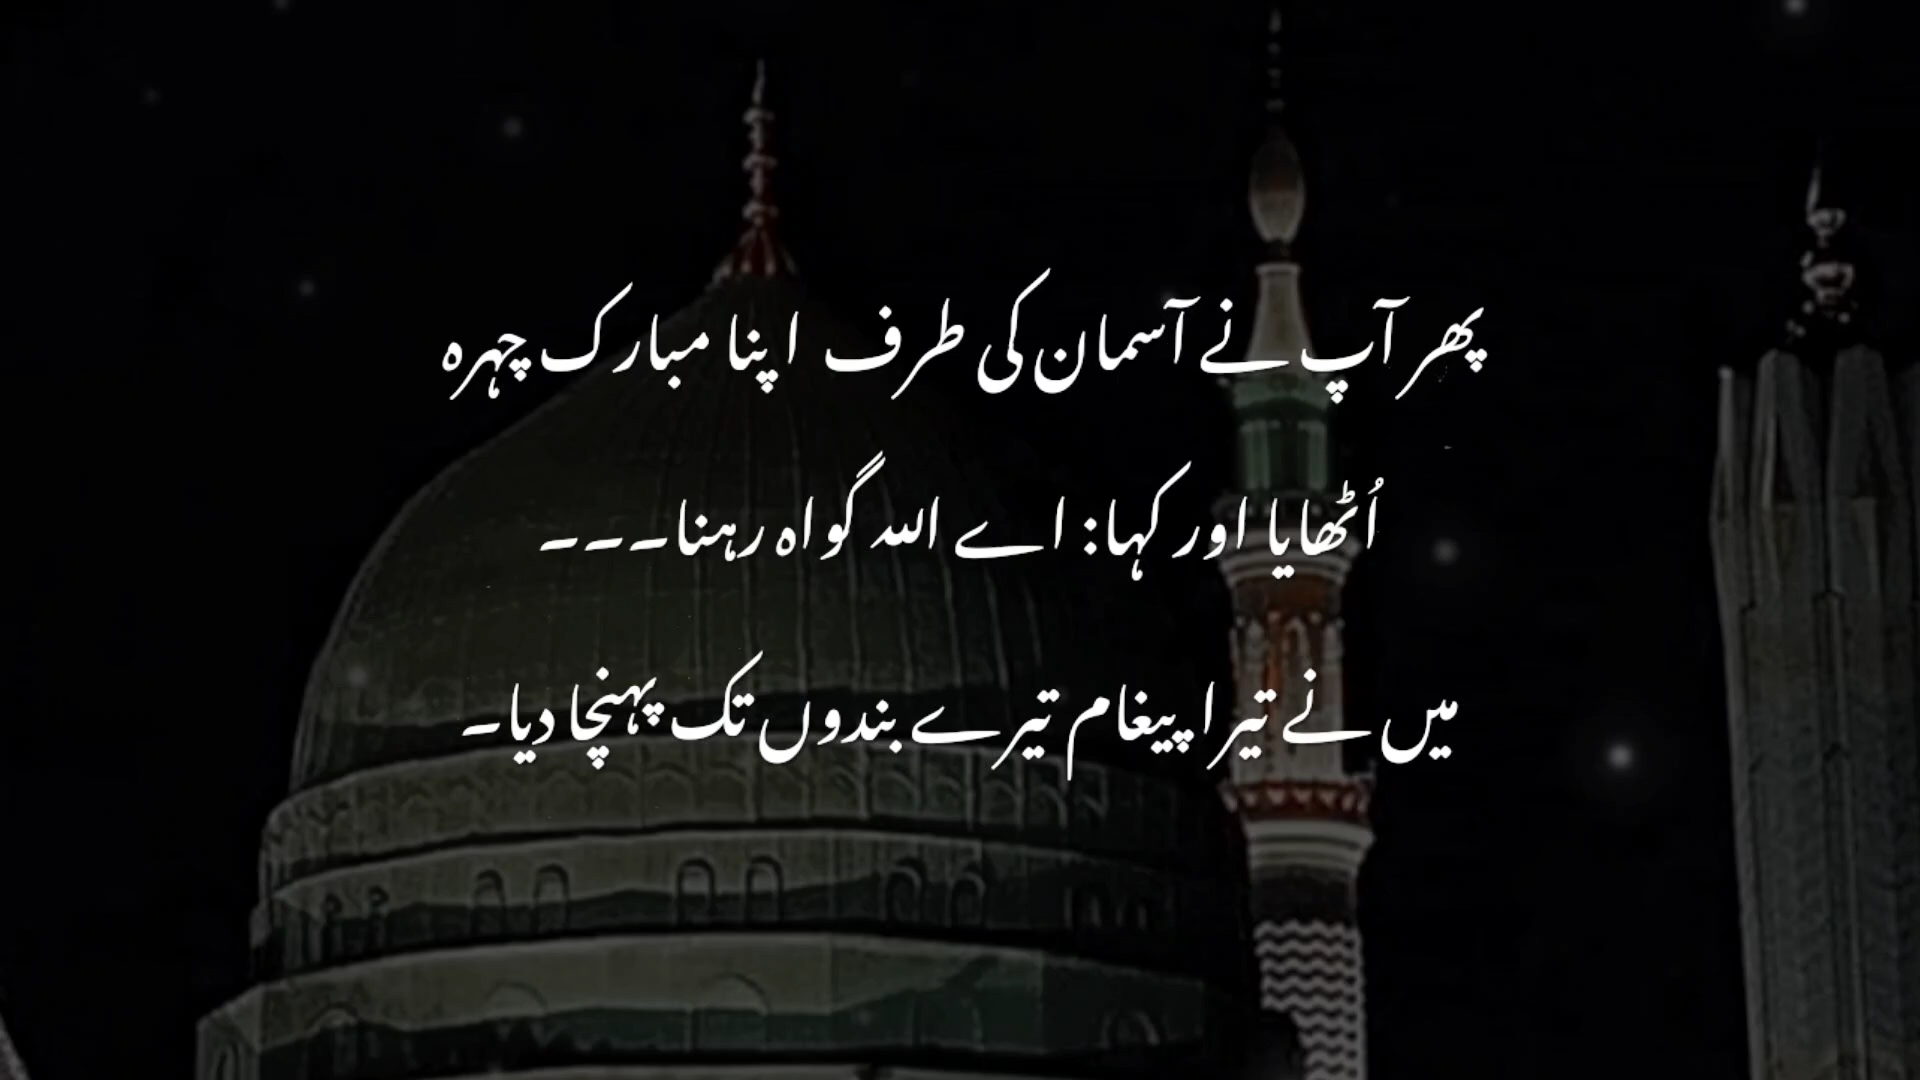 پھر آپ نے آسمان کی طرف اپنا مبارک چہرہ
اُٹھایا اور کہا: اے اللہ گواہ رہنا۔۔۔
میں نے تیرا پیغام تیرے بندوں تک پہنچا دیا۔